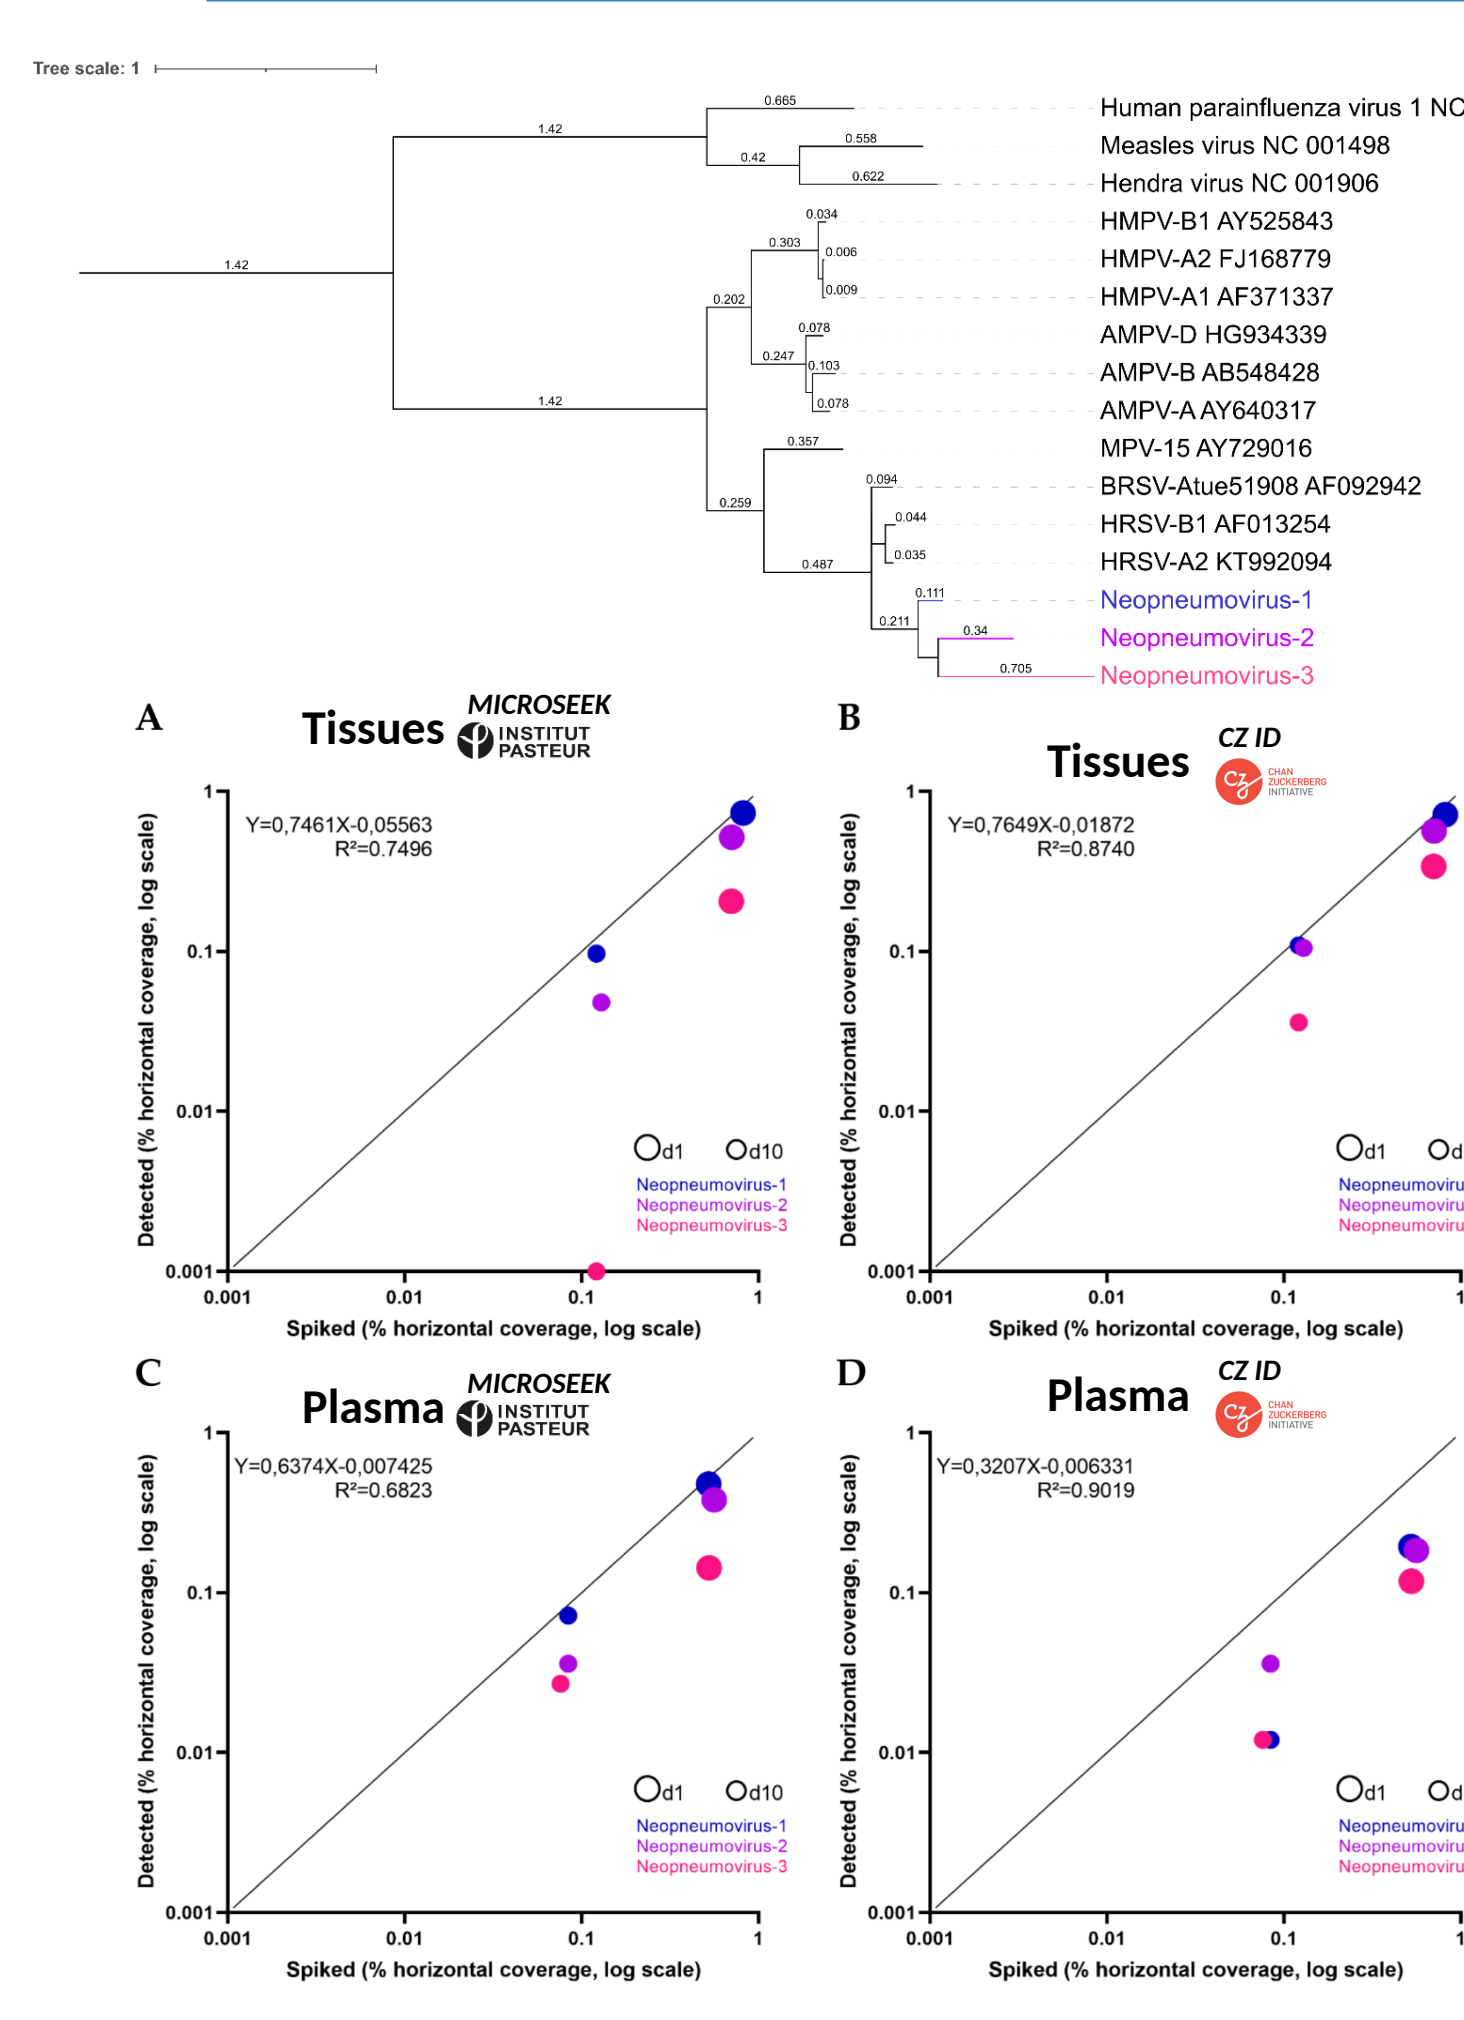 Tree scale: 1
0.665
Human parainfluenza virus 1 NC
1.42
0.558
Measles virus NC 001498
0.42
0.622
Hendra virus NC 001906
0.034
HMPV-B1 AY525843
0.303
0.006
HMPV-A2 FJ168779
1.42
0.009
HMPV-A1 AF371337
0.202
0.078
AMPV-D HG934339
0.247
0.103
AMPV-B AB548428
1.42
0.078
AMPV-A AY640317
0.357
MPV-15 AY729016
0.094
BRSV-Atue51908 AF092942
0.259
0.044
HRSV-B1 AF013254
0.487
0.035
HRSV-A2 KT992094
0.111
Neopneumovirus-1
0.211
0.34
Neopneumovirus-2
0.705
Neopneumovirus-3
A
Tissues
MICROSEEK
INSTITUT
PASTEUR
Y=0,7461X-0,05563
R²=0.7496
Detected (% horizontal coverage, log scale)
1
0.1
0.01
0.001
d1
d10
Neopneumovirus-1
Neopneumovirus-2
Neopneumovirus-3
0.001
0.01
0.1
1
Spiked (% horizontal coverage, log scale)
B
Tissues
CZ ID
CZ
CHAN
ZUCKERBERG
INITIATIVE
Y=0,7649X-0,01872
R²=0.8740
Detected (% horizontal coverage, log scale)
1
0.1
0.01
0.001
d1
d
Neopneumoviru
Neopneumoviru
Neopneumoviru
0.001
0.01
0.1
1
Spiked (% horizontal coverage, log scale)
C
Plasma
MICROSEEK
INSTITUT
PASTEUR
Y=0,6374X-0,007425
R²=0.6823
Detected (% horizontal coverage, log scale)
1
0.1
0.01
0.001
d1
d10
Neopneumovirus-1
Neopneumovirus-2
Neopneumovirus-3
0.001
0.01
0.1
1
Spiked (% horizontal coverage, log scale)
D
Plasma
CZ ID
CZ
CHAN
ZUCKERBERG
INITIATIVE
Y=0,3207X-0,006331
R²=0.9019
Detected (% horizontal coverage, log scale)
1
0.1
0.01
0.001
d1
d
Neopneumoviru
Neopneumoviru
Neopneumoviru
0.001
0.01
0.1
1
Spiked (% horizontal coverage, log scale)